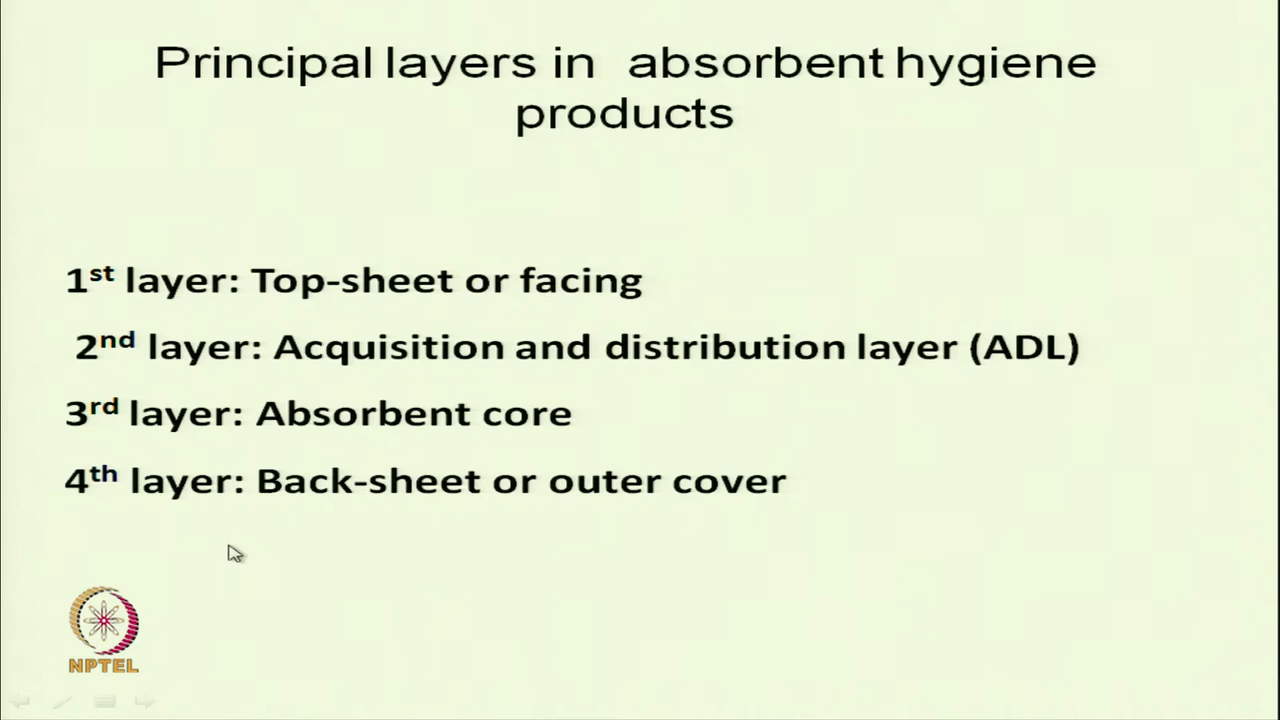 Principal layers in absorbent hygiene
products
1st layer: Top-sheet or facing
2nd layer: Acquisition and distribution layer (ADL)
3rd layer: Absorbent core
4th layer: Back-sheet or outer cover
NPTEL